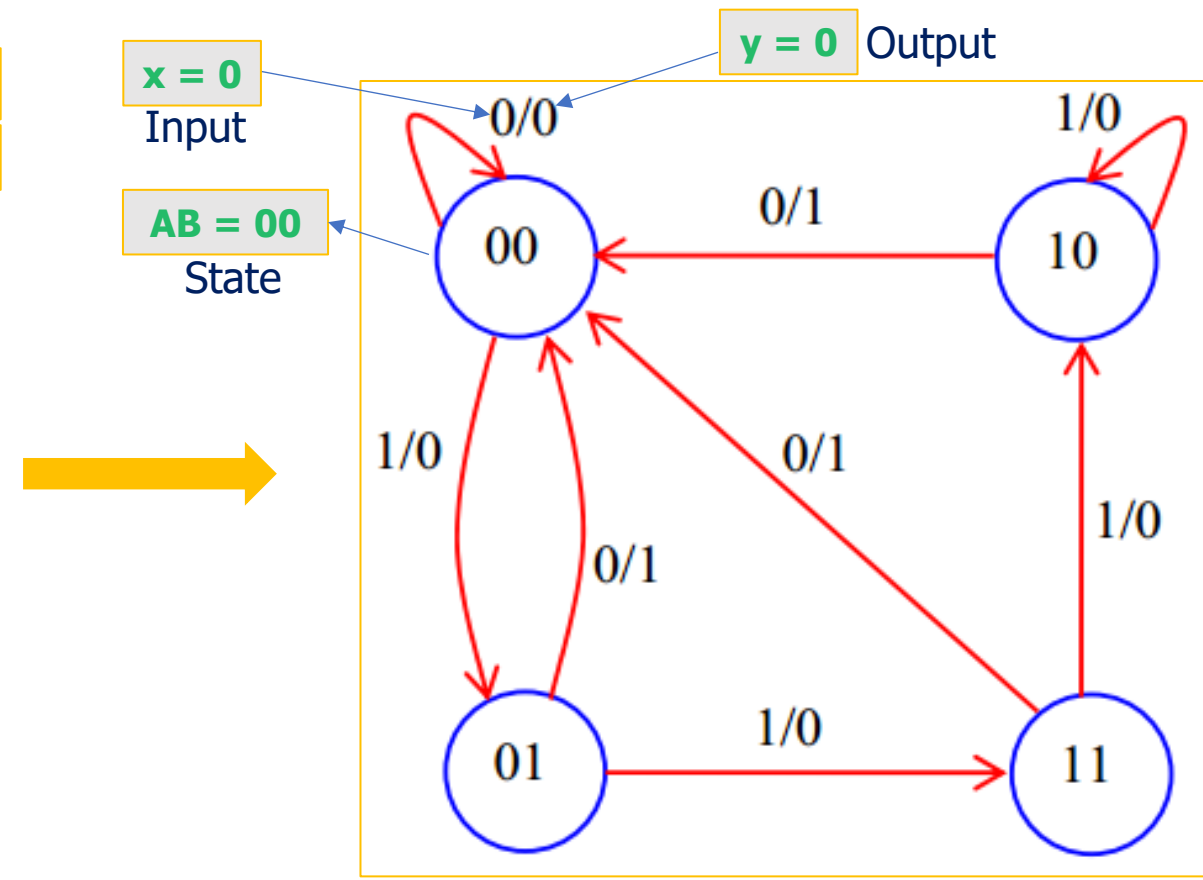 x = 0
Input
y = 0 Output
AB = 00
State
0/0
1/0
00
0/1
10
1/0
0/1
0/1
1/0
01
1/0
11